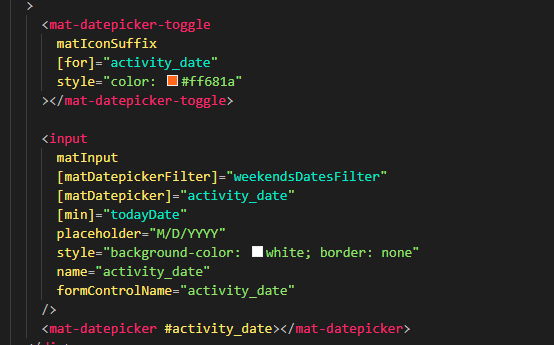 >
<mat-datepicker-toggle
matIconSuffix
[for]="activity_date"
style="color: #ff681a"
></mat-datepicker-toggle>
<input
matInput
[matDatepickerFilter]="weekendsDatesFilter"
[matDatepicker]="activity_date"
[min]="todayDate"
placeholder="M/D/YYYY"
style="background-color: white; border: none"
name="activity_date"
formControlName="activity_date"
/>
<mat-datepicker #activity_date></mat-datepicker>